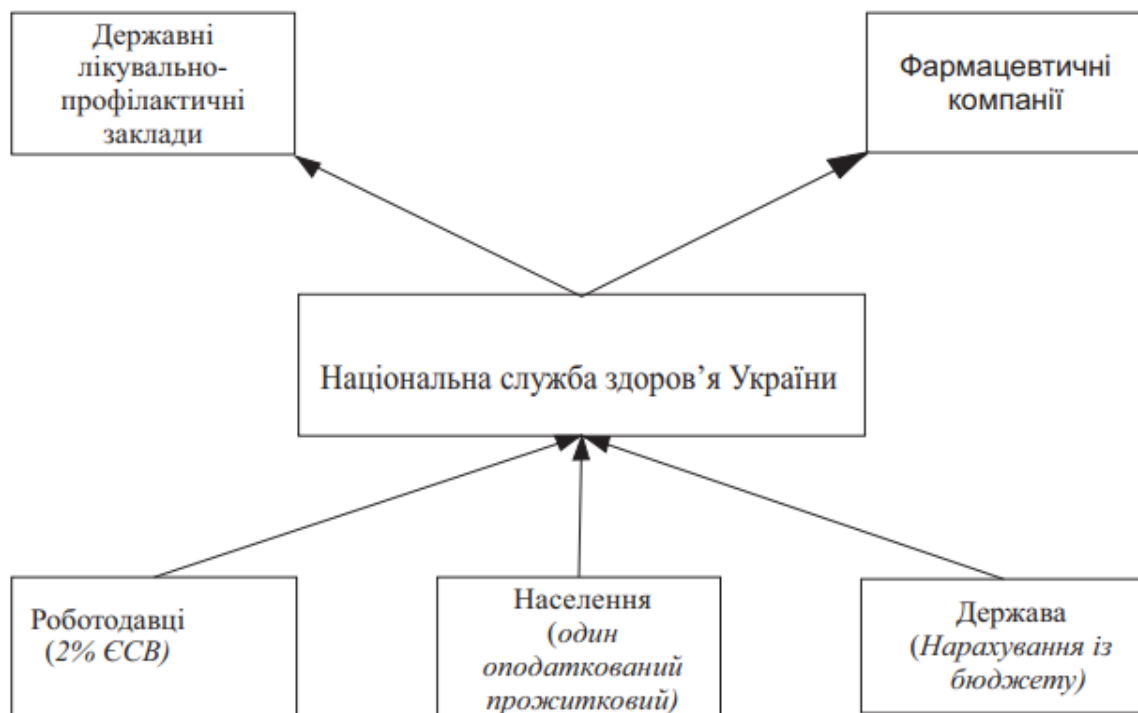 Державні
лікувально-
профілактичні
заклади
Фармацевтичні
компанії
Національна служба здоров’я України
Роботодавці
(2% ЄСВ)
Населення
(один
оподаткований
прожитковий)
Держава
(Нарахування із
бюджету)